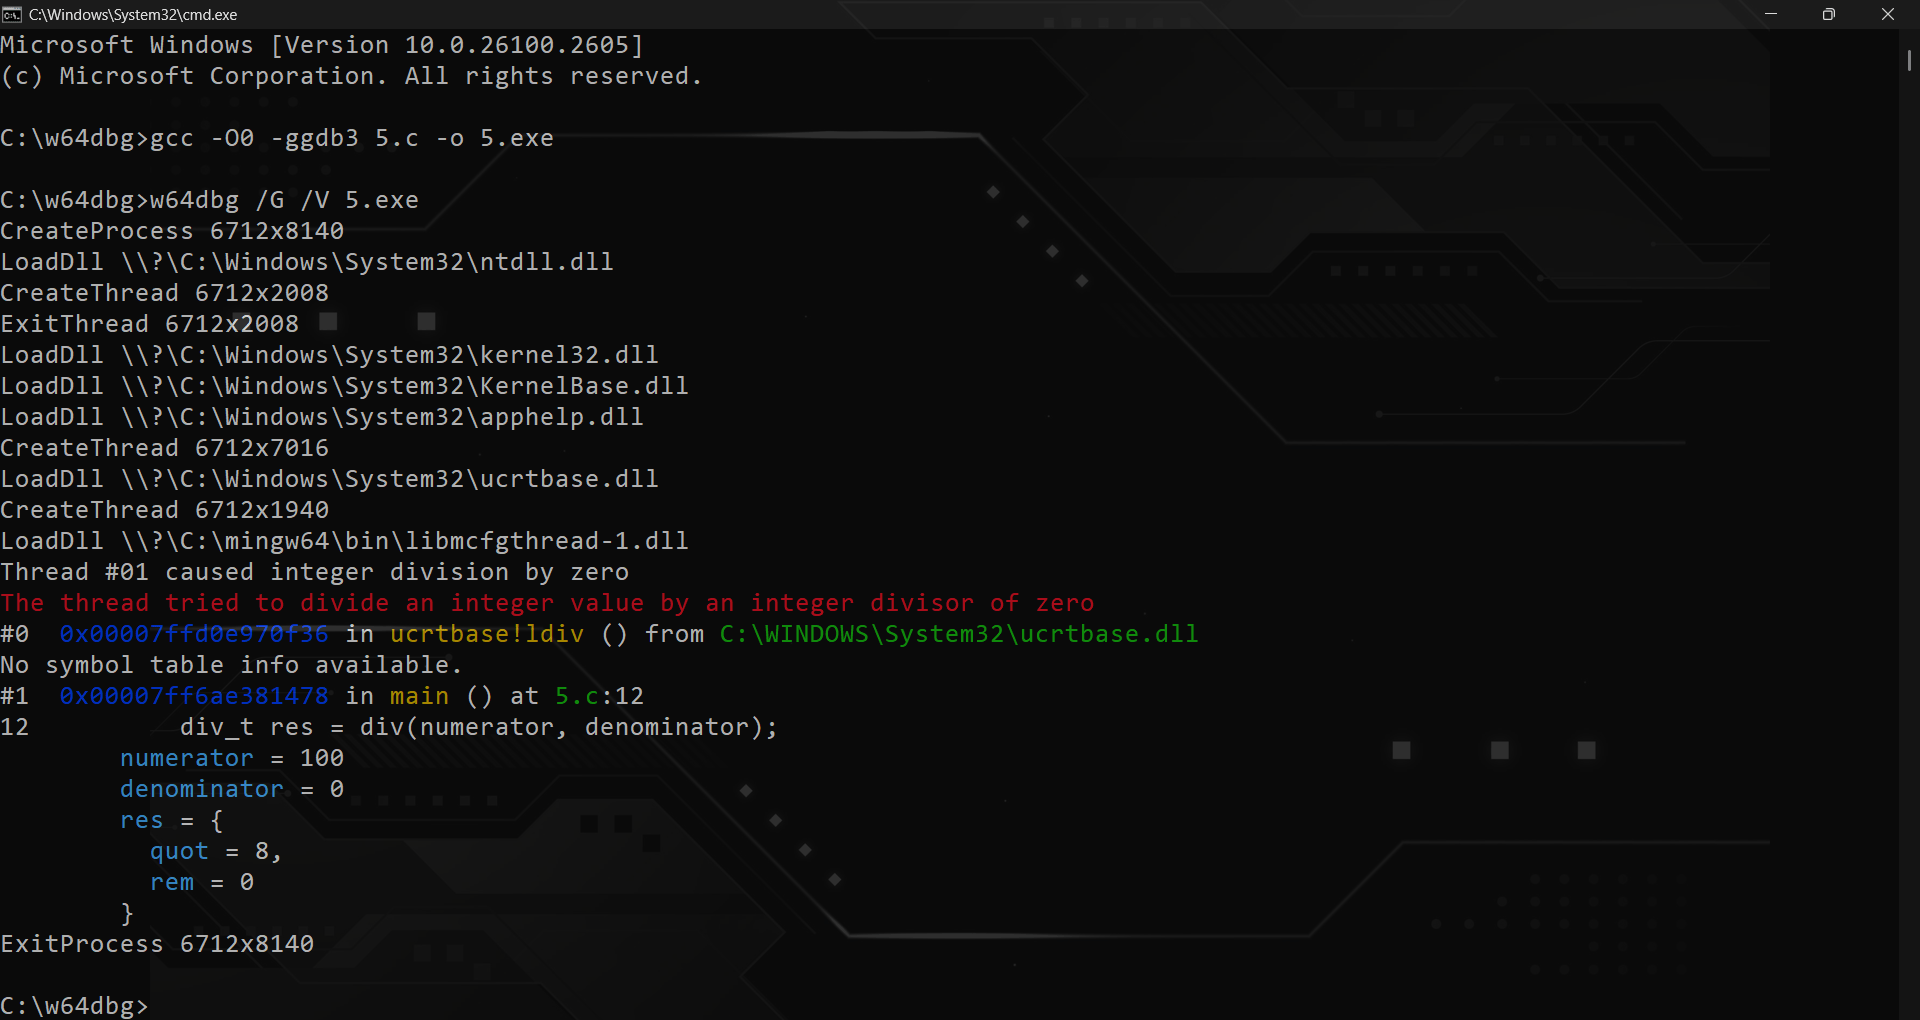 C:\Windows\System32\cmd.exe
Microsoft Windows [Version 10.0.26100.2605]
(c) Microsoft Corporation. All rights reserved.
C:\w64dbg>gcc -O0 -ggdb3 5.c -o 5.exe
C:\w64dbg>w64dbg /G /V 5.exe
CreateProcess 6712x8140
LoadDll \\?\C:\Windows\System32\ntdll.dll
CreateThread 6712x2008
ExitThread 6712x2008
LoadDll \\?\C:\Windows\System32\kernel32.dll
LoadDll \\?\C:\Windows\System32\KernelBase.dll
LoadDll \\?\C:\Windows\System32\apphelp.dll
CreateThread 6712x7016
LoadDll \\?\C:\Windows\System32\ucrtbase.dll
CreateThread 6712x1940
LoadDll \\?\C:\mingw64\bin\libmcfgthread-1.dll
Thread #01 caused integer division by zero
The thread tried to divide an integer value by an integer divisor of zero
#0  0x00007ffd0e970f36 in ucrtbase!ldiv () from C:\WINDOWS\System32\ucrtbase.dll
No symbol table info available.
#1  0x00007ff6ae381478 in main () at 5.c:12
12          div_t res = div(numerator, denominator);
        numerator = 100
        denominator = 0
        res = {
          quot = 8,
          rem = 0
        }
ExitProcess 6712x8140
C:\w64dbg>